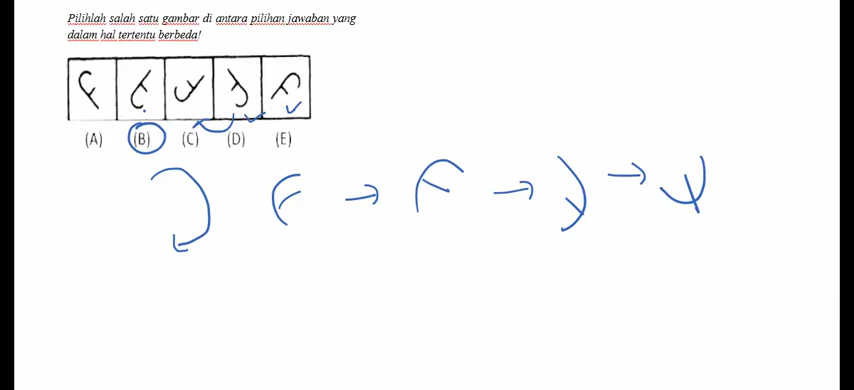 Pilihlah salah satu gambar di antara pilihan jawaban yang
dalam hal tertentu berbeda!
(A) (B) (C) (D) (E)